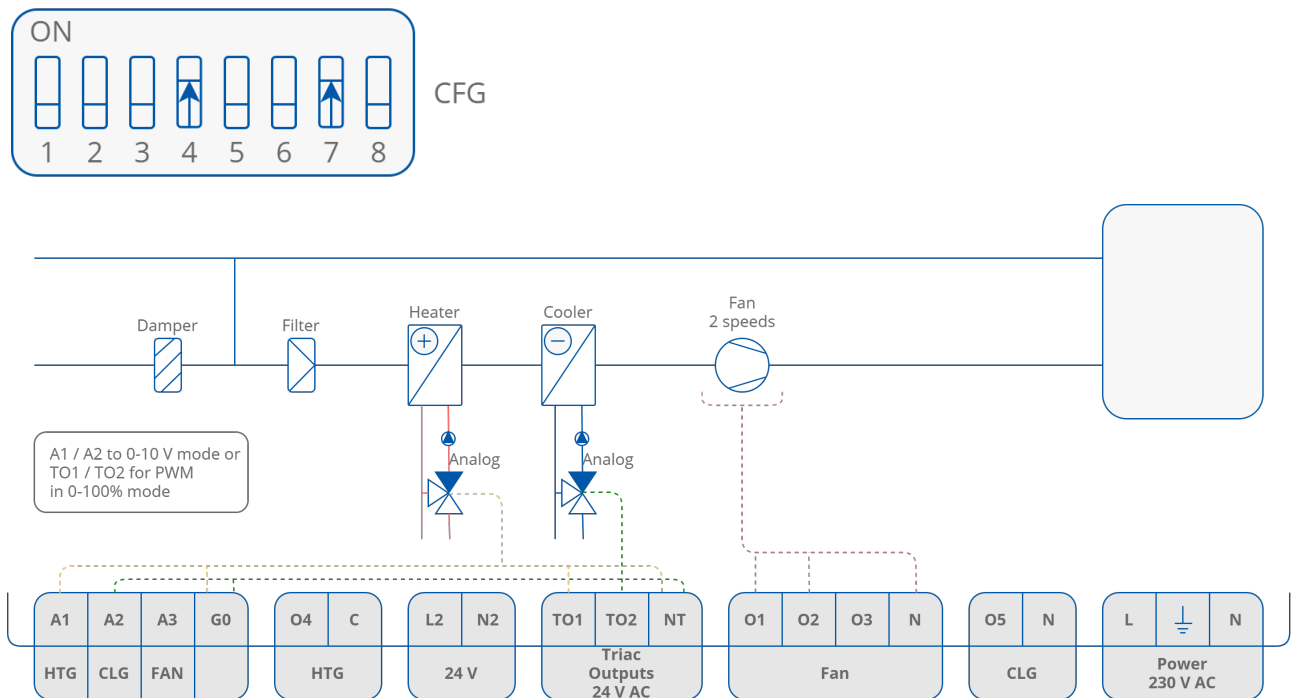 ON
1 2 3 4 5 6 7 8
CFG
Fan
2 speeds
Heater
Cooler
Damper
Filter
A1 / A2 to 0-10 V mode or
TO1 / TO2 for PWM
in 0-100% mode
Analog
Analog
A1 A2 A3 G0
HTG CLG FAN
O4 C
HTG
L2 N2
24 V
TO1 TO2 NT
Triac
Outputs
24 V AC
O1 O2 O3 N
Fan
O5 N
CLG
L N
Power
230 V AC